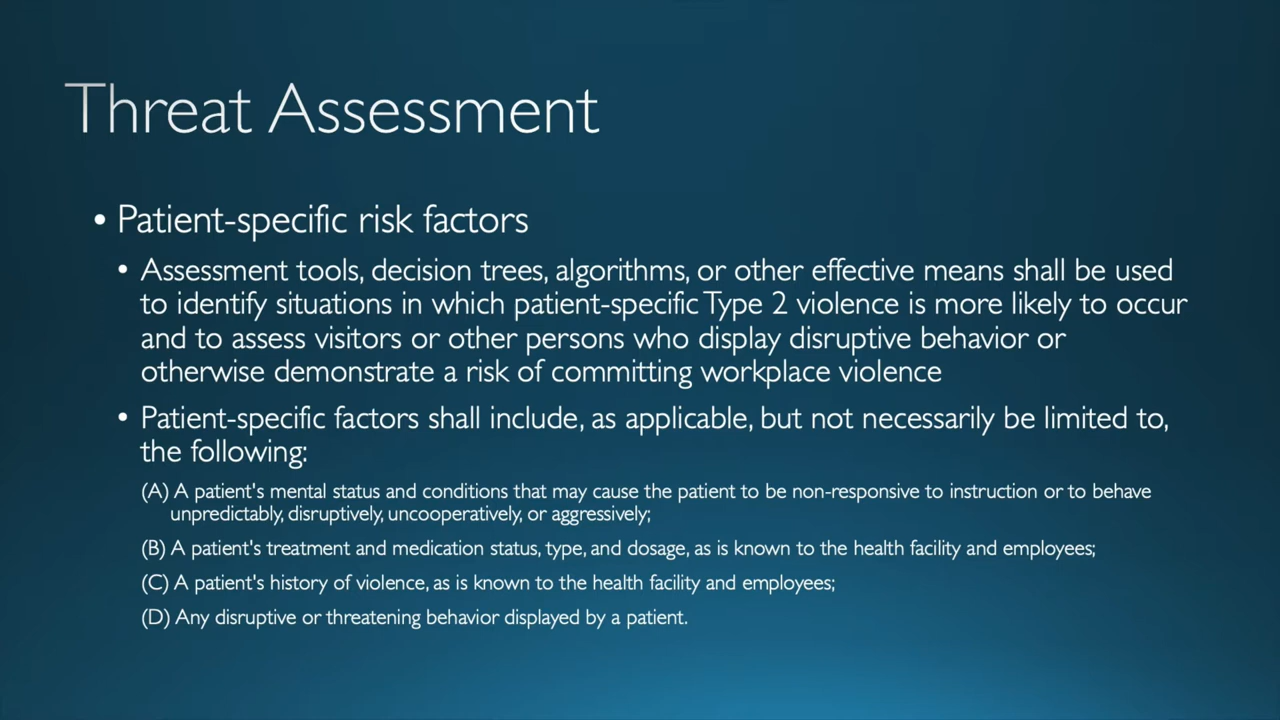 Threat Assessment
• Patient-specific risk factors
• Assessment tools, decision trees, algorithms, or other effective means shall be used
to identify situations in which patient-specific Type 2 violence is more likely to occur
and to assess visitors or other persons who display disruptive behavior or
otherwise demonstrate a risk of committing workplace violence
• Patient-specific factors shall include, as applicable, but not necessarily be limited to,
the following:
(A) A patient's mental status and conditions that may cause the patient to be non-responsive to instruction or to behave
unpredictably, disruptively, uncooperatively, or aggressively;
(B) A patient's treatment and medication status, type, and dosage, as is known to the health facility and employees;
(C) A patient's history of violence, as is known to the health facility and employees;
(D) Any disruptive or threatening behavior displayed by a patient.